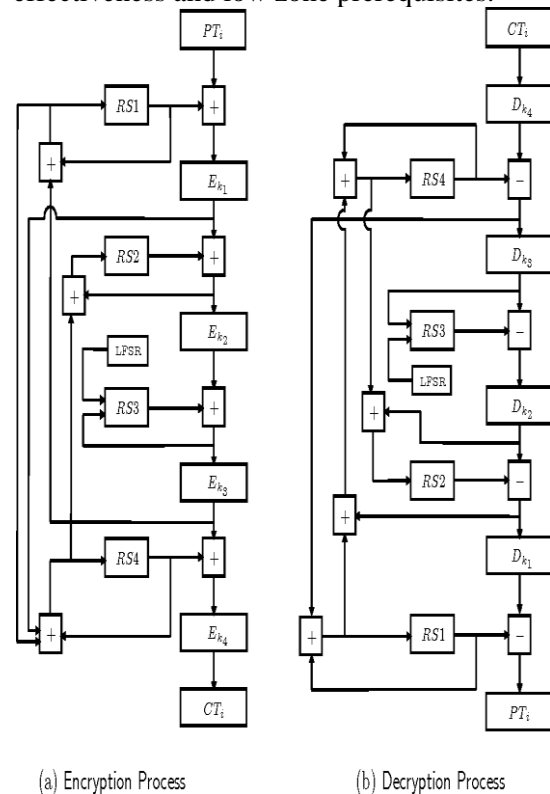 effectiveness and low zone prerequisites.
PT_i
CT_i
RS1
+
D_{k_4}
+
E_{k_1}
+
RS4
-
RS2
+
D_{k_3}
+
E_{k_2}
RS3
-
LFSR
LFSR
RS3
+
D_{k_2}
+
E_{k_3}
RS2
-
+
RS4
+
D_{k_1}
+
E_{k_4}
+
RS1
-
CT_i
PT_i
(a) Encryption Process
(b) Decryption Process